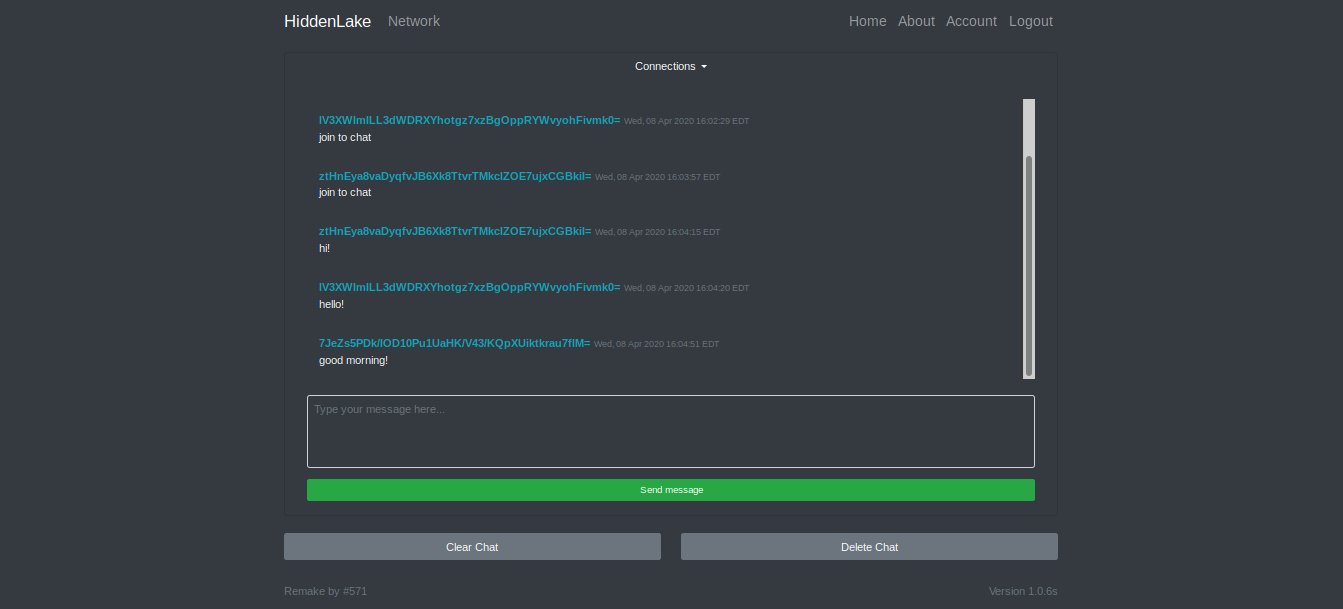 HiddenLake Network Home About Account Logout
Connections
lV3XWlmlLL3dWDRXYhotgz7xzBgOppRYWvyohFivmk0= Wed, 08 Apr 2020 16:02:29 EDT
join to chat
ztHnEya8vaDyqfvJB6Xk8TtvrTMkclZOE7ujxCGBkiI= Wed, 08 Apr 2020 16:03:57 EDT
join to chat
ztHnEya8vaDyqfvJB6Xk8TtvrTMkclZOE7ujxCGBkiI= Wed, 08 Apr 2020 16:04:15 EDT
hi!
lV3XWlmlLL3dWDRXYhotgz7xzBgOppRYWvyohFivmk0= Wed, 08 Apr 2020 16:04:20 EDT
hello!
7JeZs5PDk/lOD10Pu1UaHK/V43/KQpXUiktkrau7flM= Wed, 08 Apr 2020 16:04:51 EDT
good morning!
Type your message here...
Send message
Clear Chat Delete Chat
Remake by #571 Version 1.0.6s